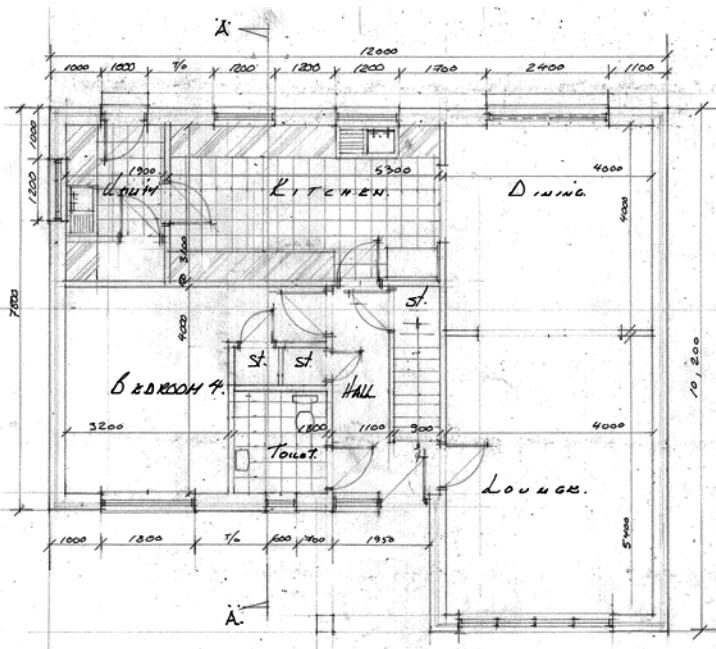 A
12000
1000 1000 T/o 1200 1200 1200 1700 2400 1100
1000
1900 5300 4000
UTILITY KITCHEN. DINING
1200
4000
3100
7800
ST.
4000
ST. ST.
BEDROOM 4. HALL
10,200
3200 1800 1100 900 4000
TOILET.
LOUNGE.
5400
1000 1800 T/o 600 700 1950
A